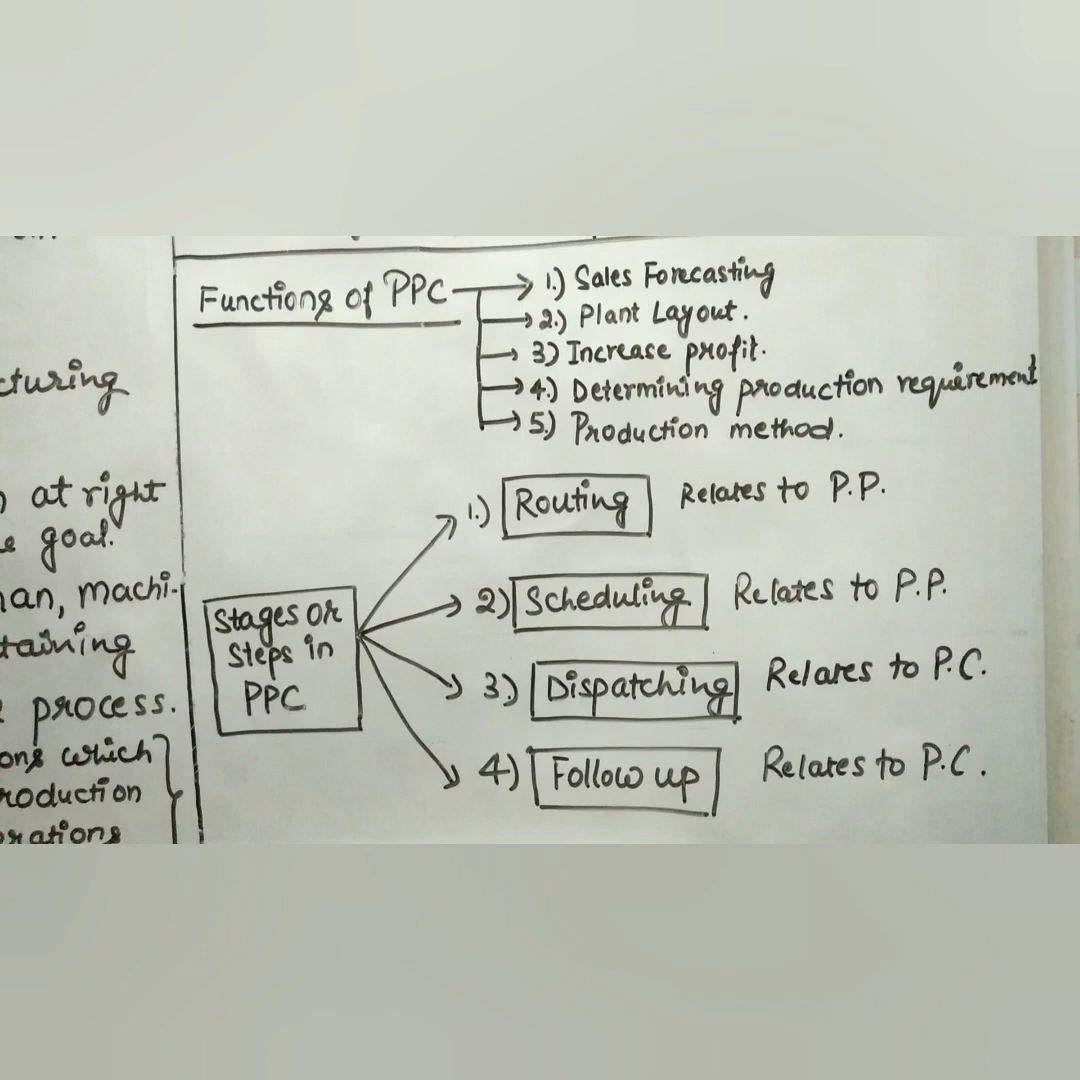 cturing
at right
goal.
man, machi-
taining
process.
ons which
roduction
erations
Functions of PPC
1.) Sales Forecasting
2.) Plant Layout.
3) Increase profit.
4.) Determining production requirement
5.) Production method.
Stages or
Steps in
PPC
1.) Routing Relates to P.P.
2) Scheduling Relates to P.P.
3.) Dispatching Relates to P.C.
4.) Follow up Relates to P.C.